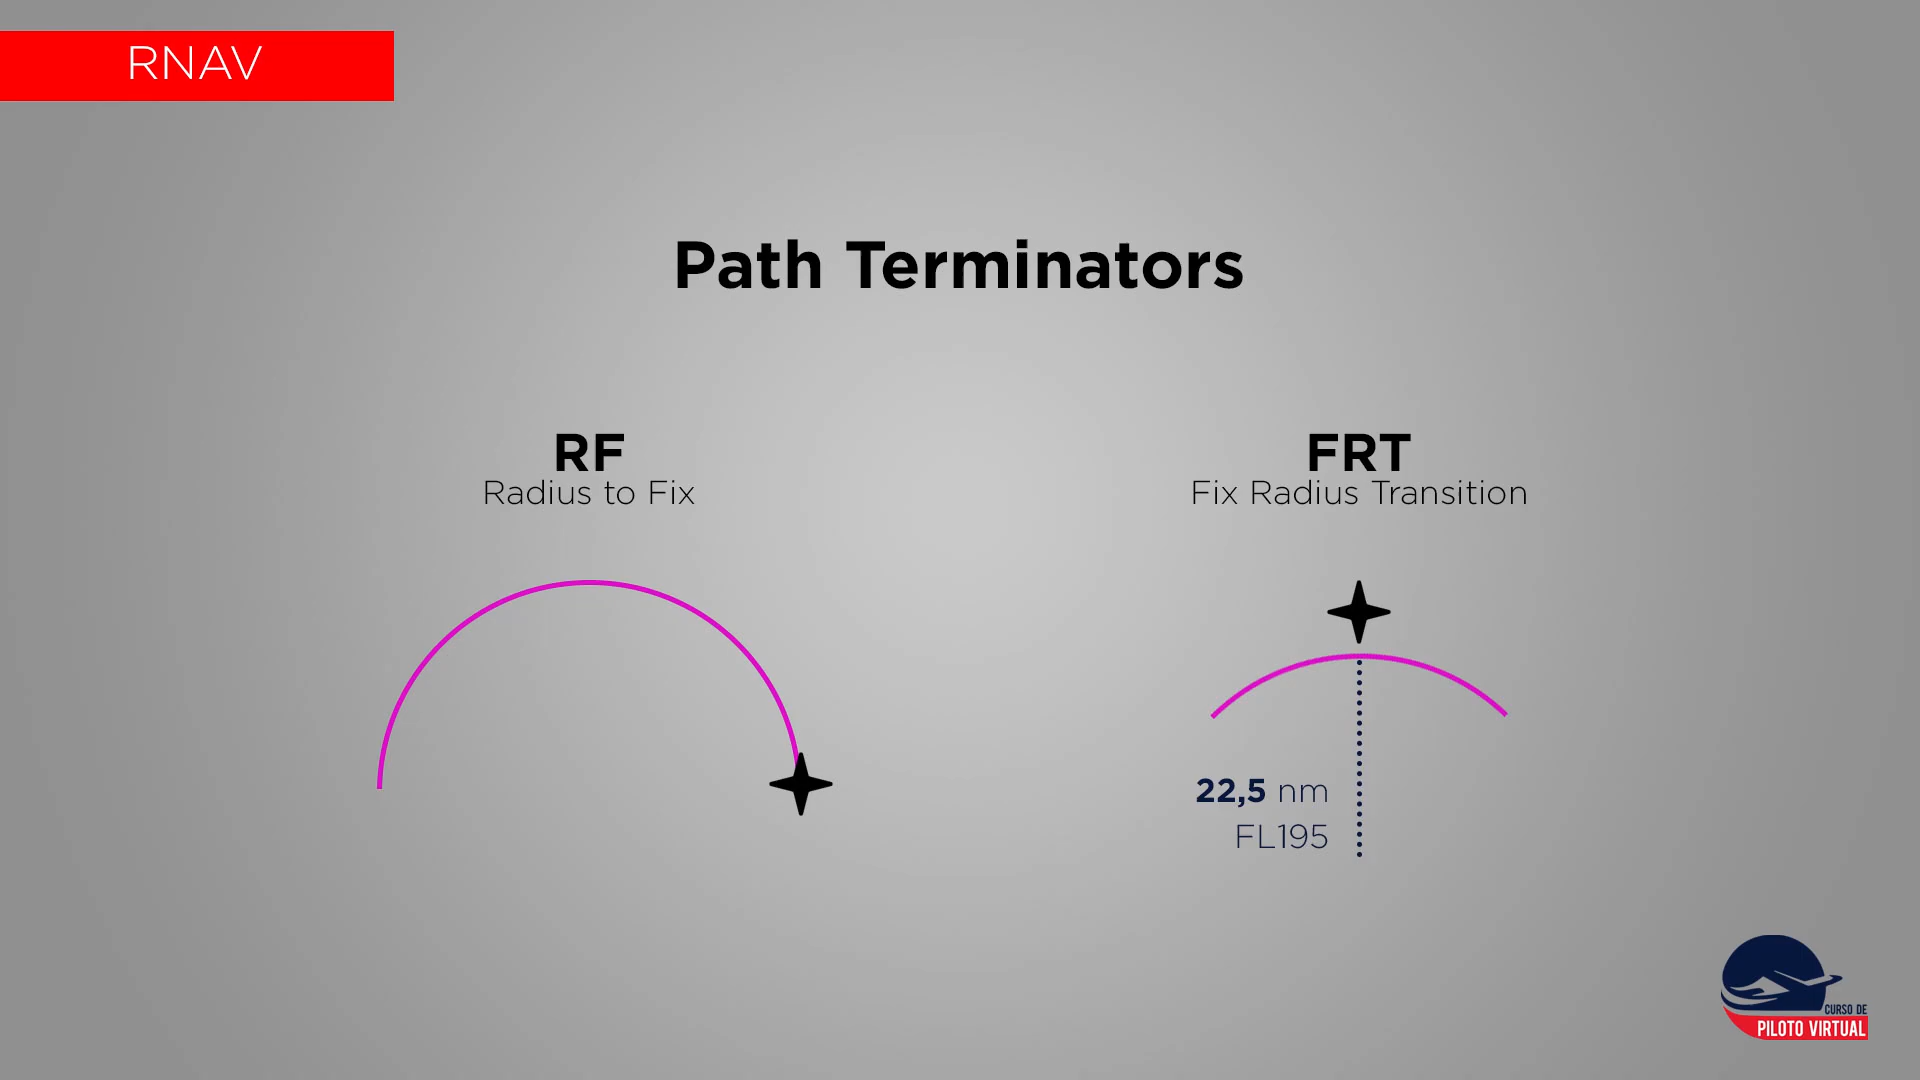 RNAV
Path Terminators
RF
Radius to Fix
FRT
Fix Radius Transition
22,5 nm
FL195
CURSO DE
PILOTO VIRTUAL